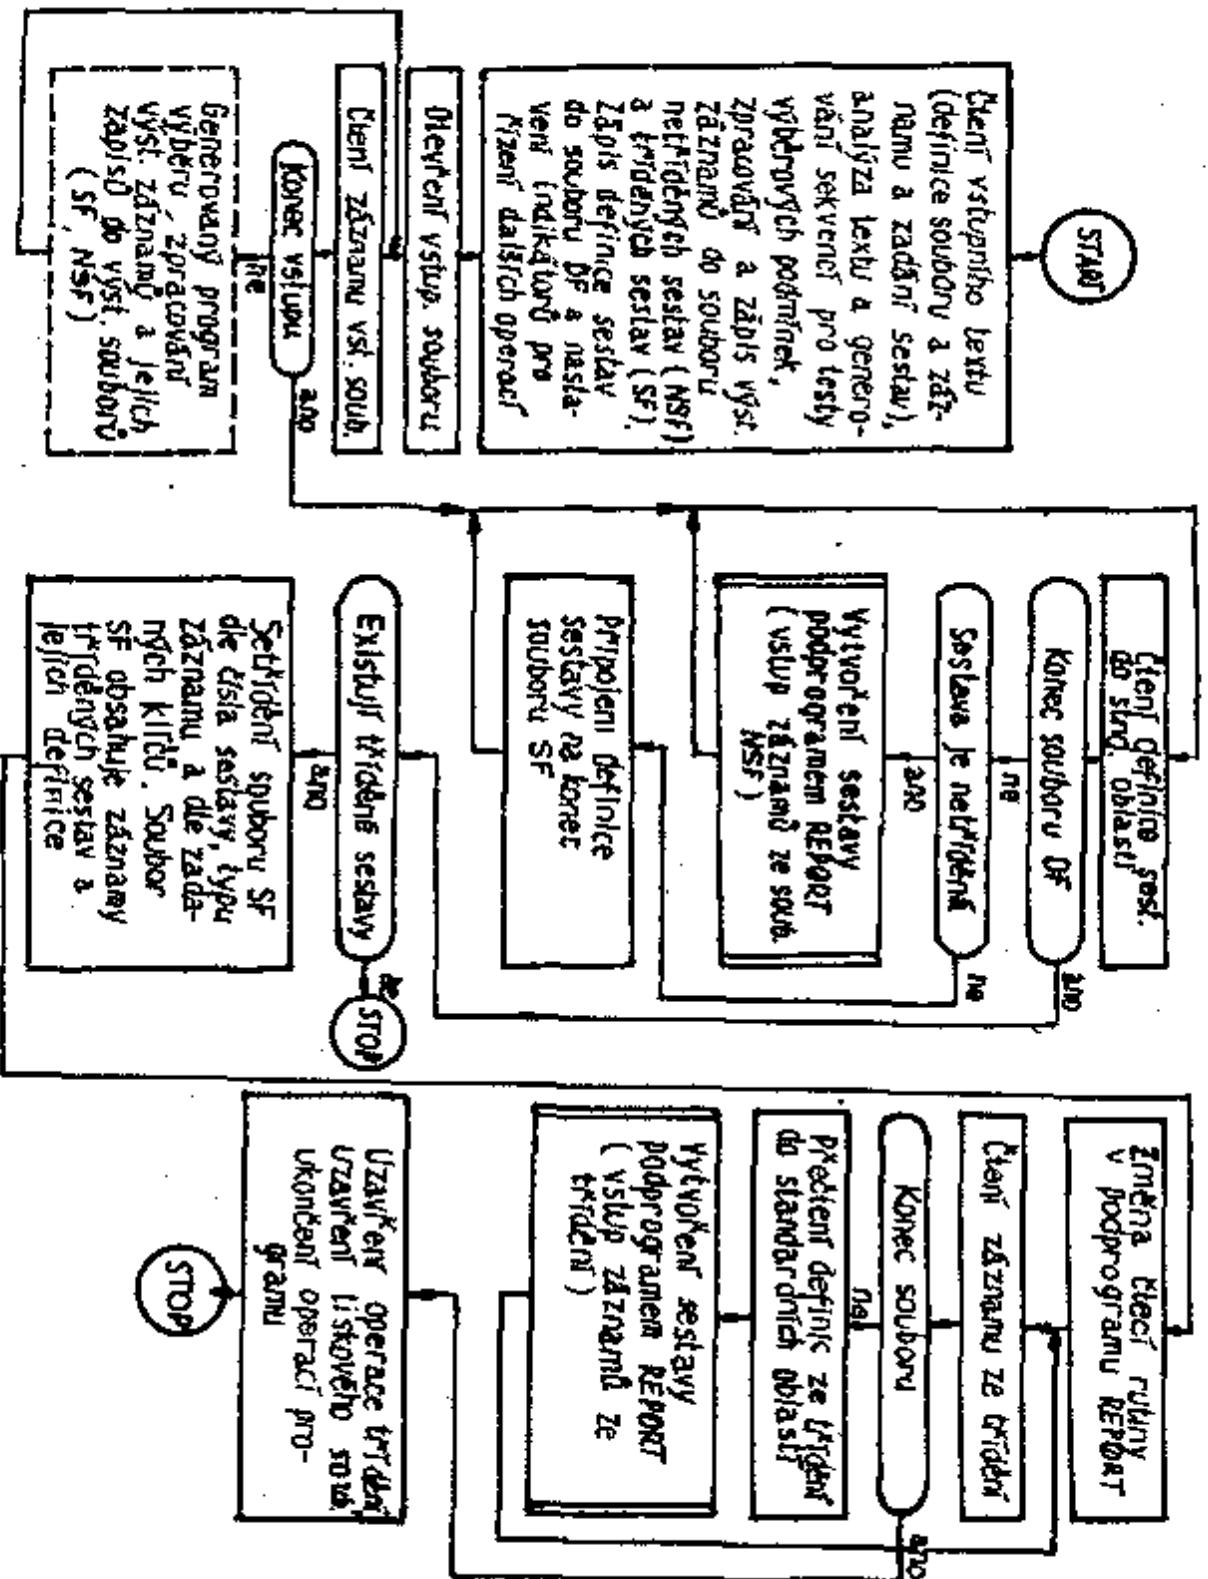 START
Čtení vstupního textu
(definice souboru a záz-
namu a zadání sestav),
analýza textu a genero-
vání sekvencí pro testy
výběrových podmínek,
zpracování a zápis výst.
záznamů do souboru
netříděných sestav (NSF)
a tříděných sestav (SF).
Zápis definice sestav
do souboru DF a nasta-
vení indikátorů pro
řízení dalších operací
Otevření vstup. souboru
Čtení záznamu vst. soub.
Konec vstupu
ano
ne
Generovaný program
výběru, zpracování
výst. záznamů a jejich
zápisů do výst. souborů
(SF, NSF)
Čtení definice sest.
do stand. oblastí
Konec souboru DF
ano
ne
Sestava je netříděná
ne
ano
Vytvoření sestavy
podprogramem REPORT
(vstup záznamů ze soub.
NSF)
Připojení definice
sestavy na konec
souboru SF
Existují tříděné sestavy
ne
STOP
ano
Setřídění souboru SF
dle čísla sestavy, typu
záznamu a dle zada-
ných klíčů. Soubor
SF obsahuje záznamy
tříděných sestav a
jejich definice
Změna čtecí rutiny
v podprogramu REPORT
Čtení záznamu ze třídění
Konec souboru
ano
ne
Přečtení definic ze třídění
do standardních oblastí
Vytvoření sestavy
podprogramem REPORT
(vstup záznamů ze
třídění)
Uzavření operace třídění
uzavření tiskového soub.
ukončení operací pro-
gramu
STOP